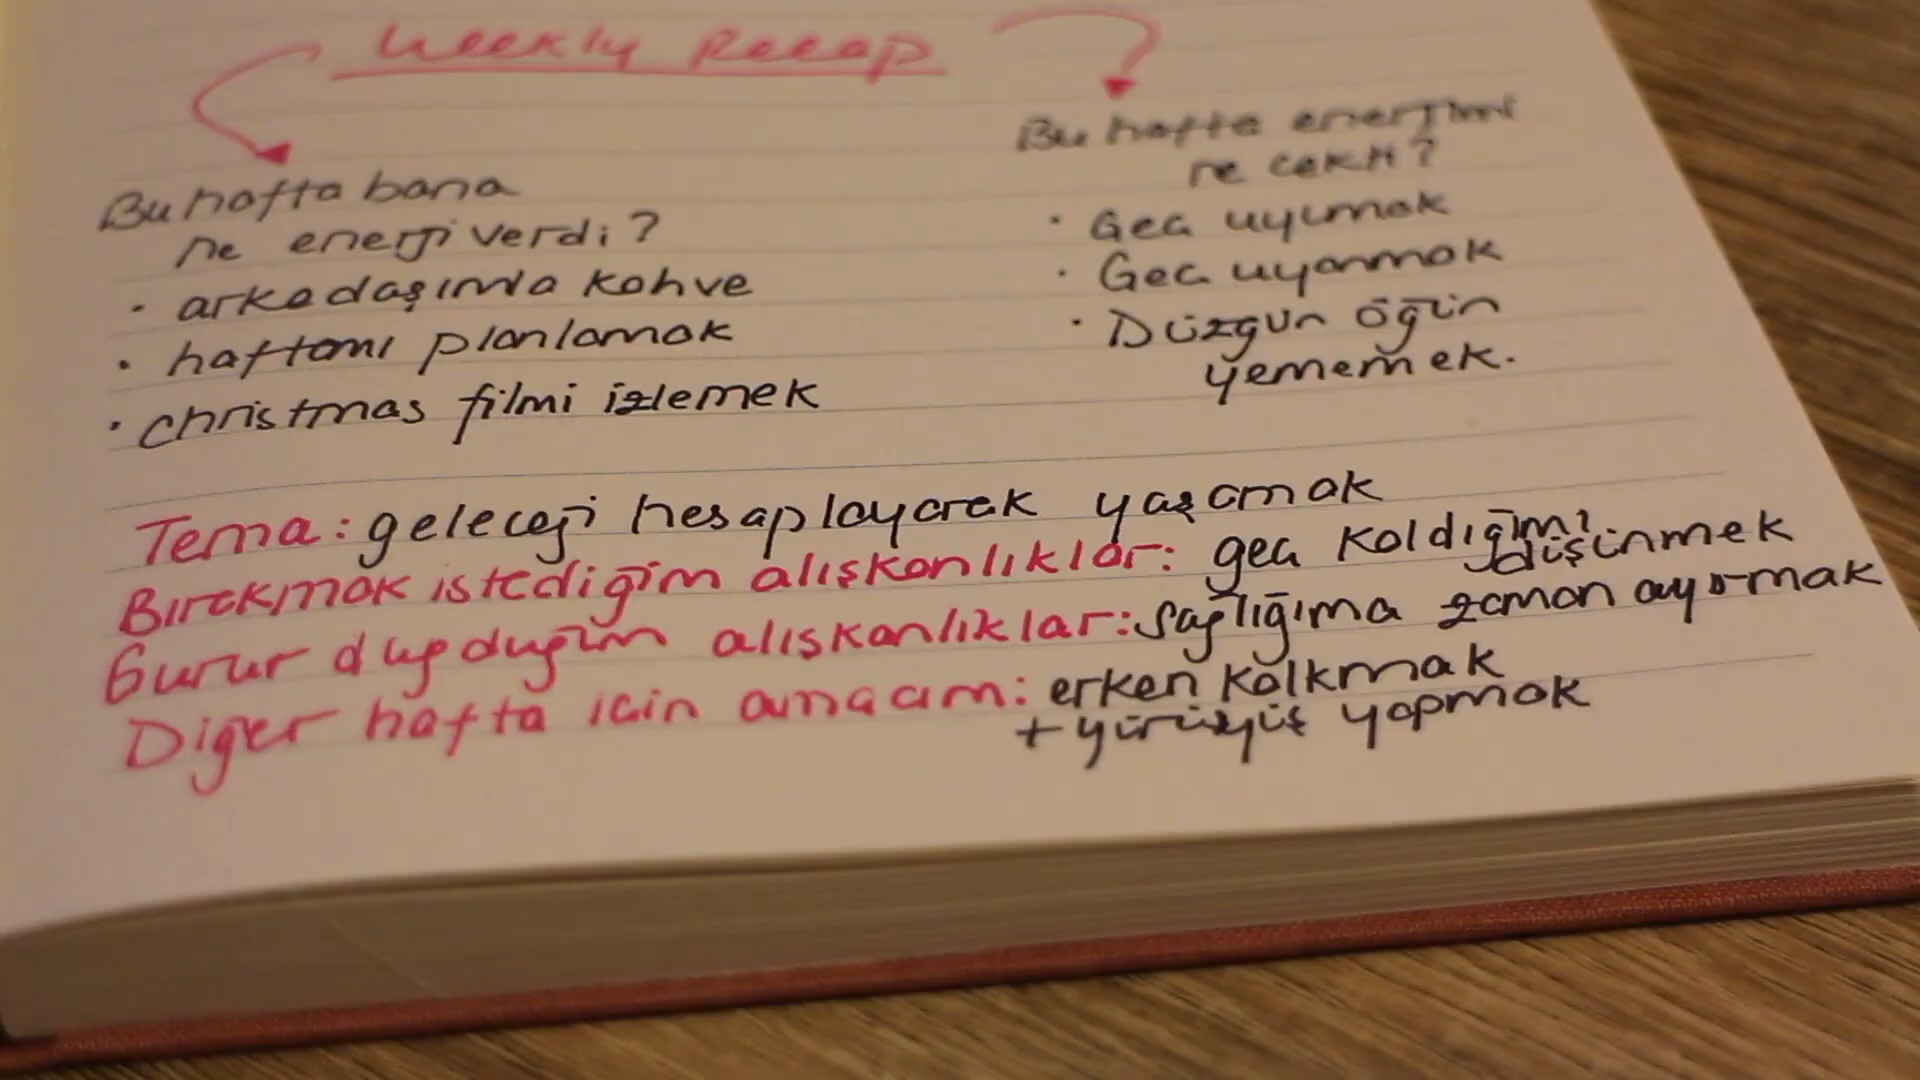 Weekly Recap
Bu hafta bana
ne enerji verdi?
• arkadaşımla kahve
• haftamı planlamak
• christmas filmi izlemek
Bu hafta enerjimi
ne çekti?
• Geç uyumak
• Geç uyanmak
• Düzgün öğün
yememek.
Tema: geleceği hesaplayarak yaşamak
Bırakmak istediğim alışkanlıklar: geç kaldığımı düşünmek
Gurur duyduğum alışkanlıklar: sağlığıma zaman ayırmak
Diğer hafta için amacım: erken kalkmak
+ yürüyüş yapmak